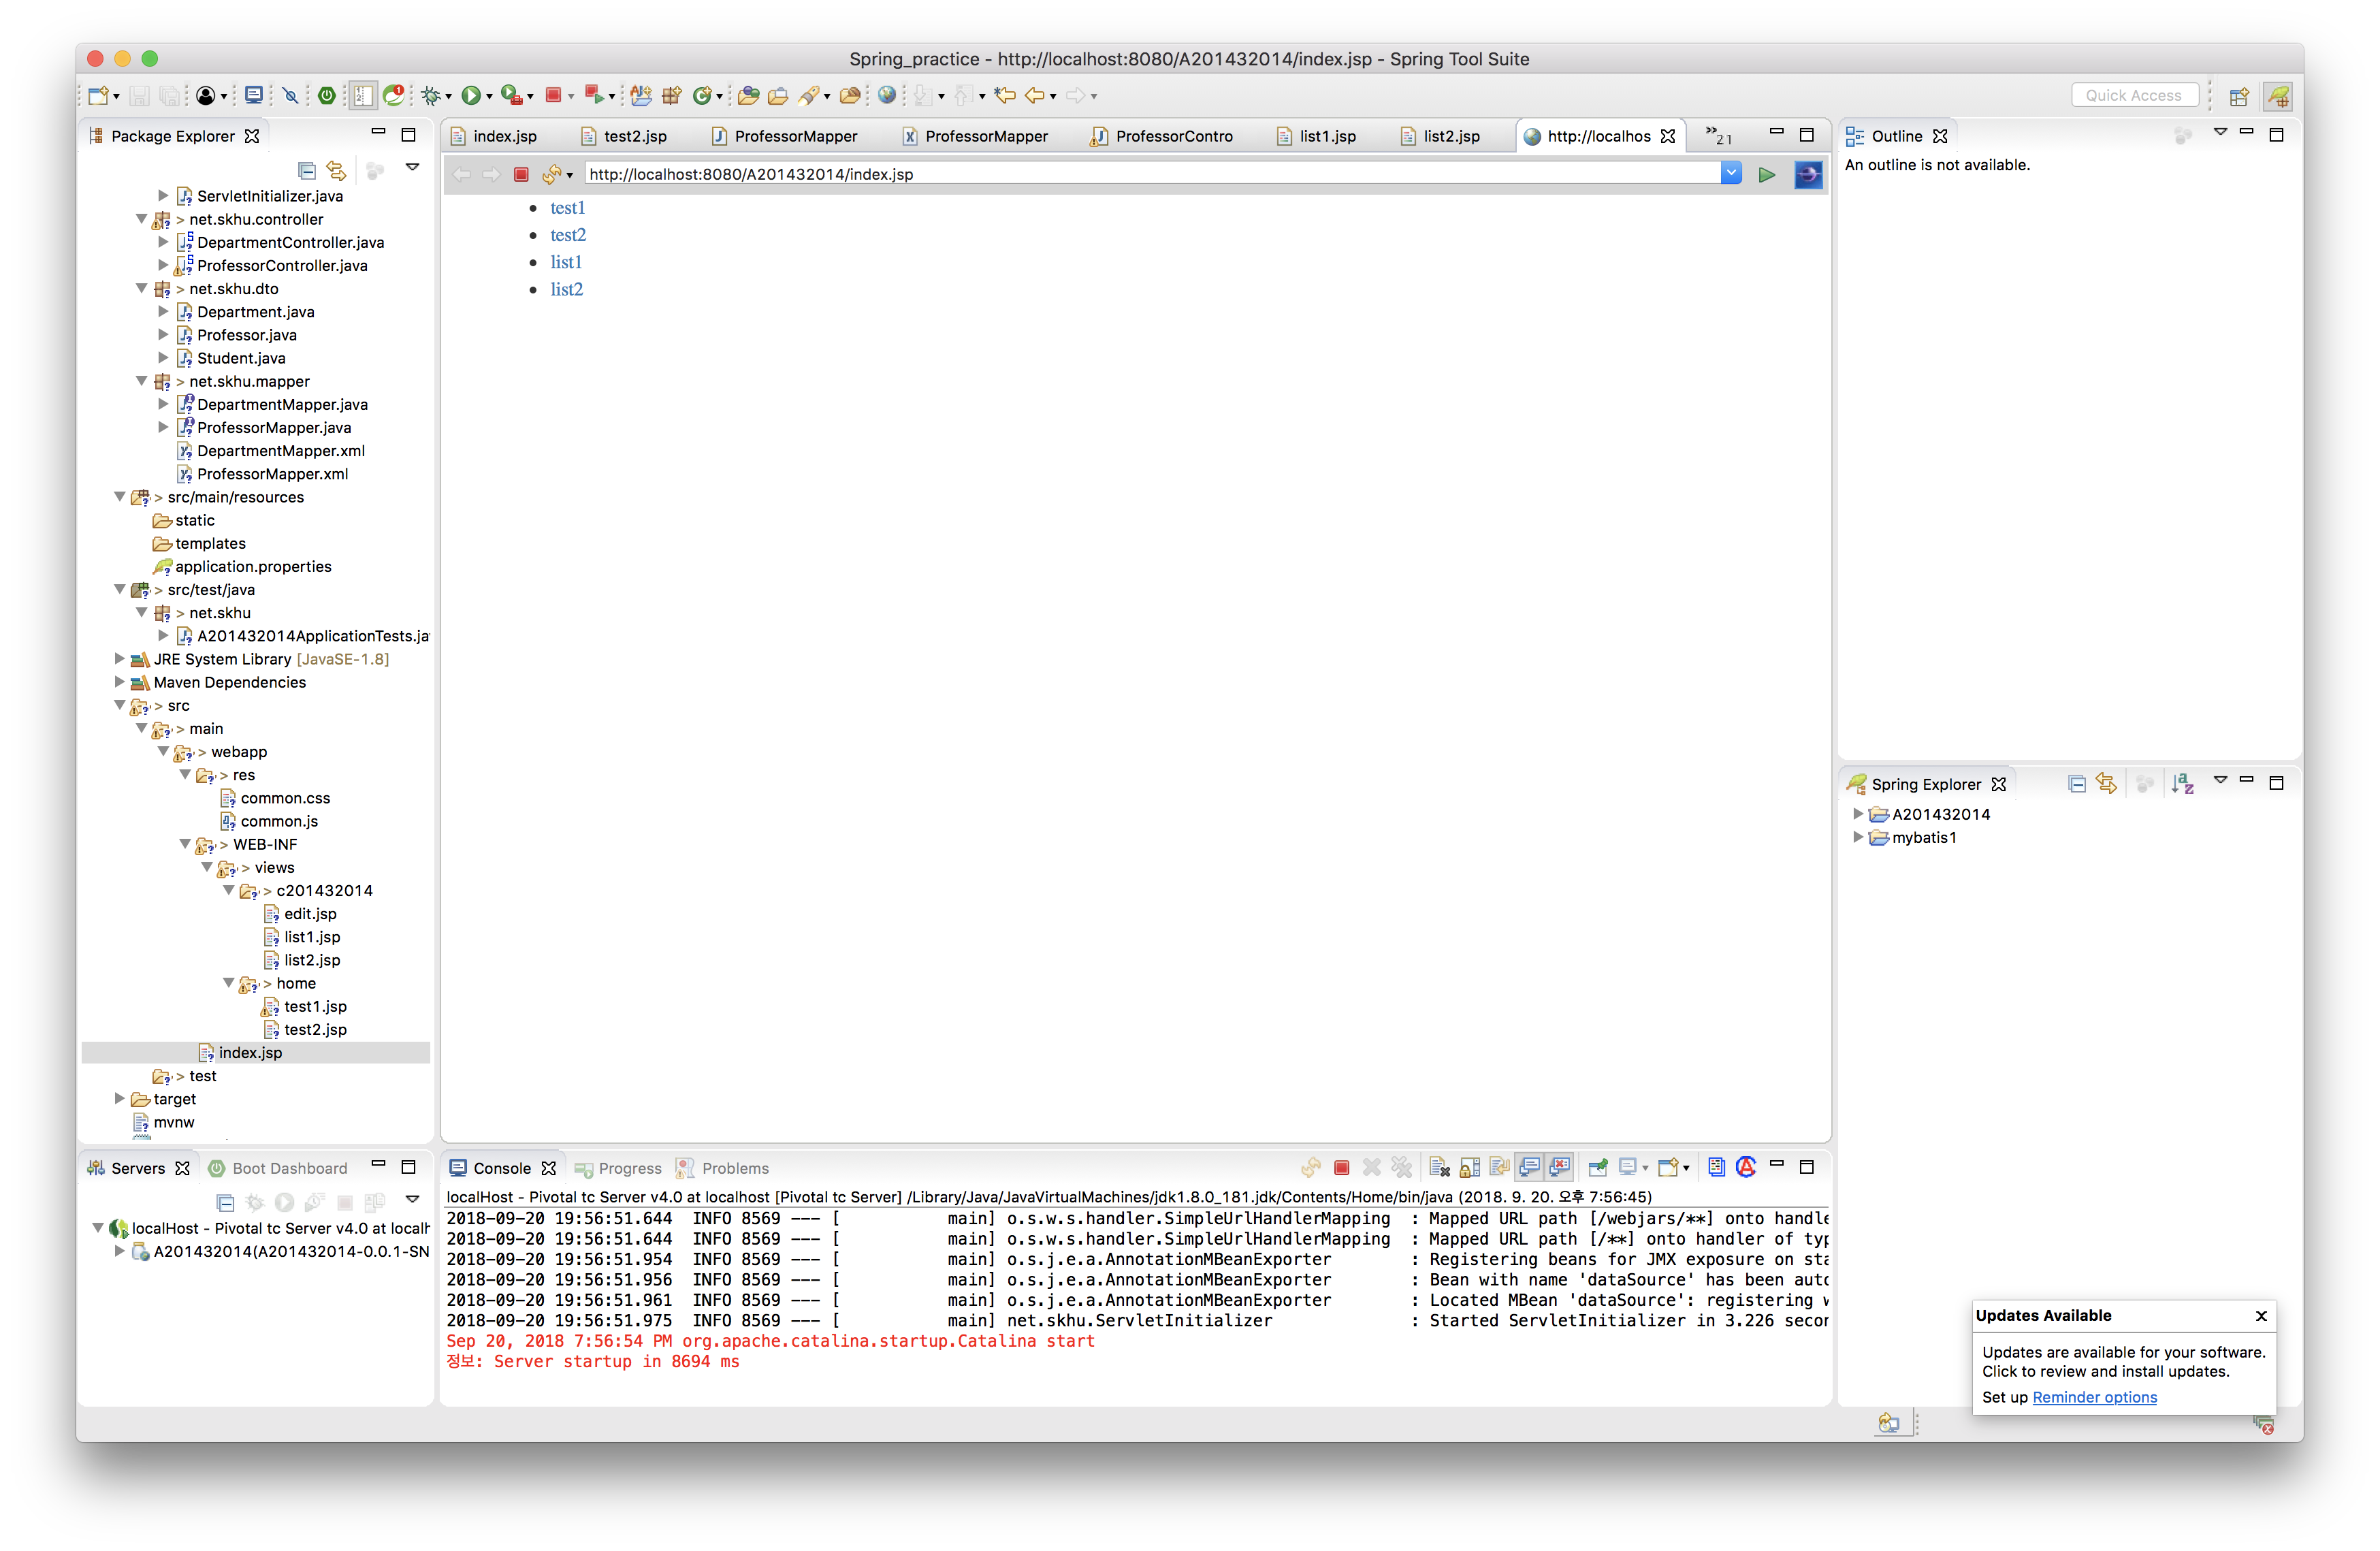 Spring_practice - http://localhost:8080/A201432014/index.jsp - Spring Tool Suite
Quick Access
Package Explorer
ServletInitializer.java
> net.skhu.controller
DepartmentController.java
ProfessorController.java
> net.skhu.dto
Department.java
Professor.java
Student.java
> net.skhu.mapper
DepartmentMapper.java
ProfessorMapper.java
DepartmentMapper.xml
ProfessorMapper.xml
> src/main/resources
static
templates
application.properties
> src/test/java
> net.skhu
A201432014ApplicationTests.ja
JRE System Library [JavaSE-1.8]
Maven Dependencies
> src
> main
> webapp
> res
common.css
common.js
> WEB-INF
> views
> c201432014
edit.jsp
list1.jsp
list2.jsp
> home
test1.jsp
test2.jsp
index.jsp
> test
target
mvnw
index.jsp test2.jsp ProfessorMapper ProfessorMapper ProfessorContro list1.jsp list2.jsp http://localhos »21
http://localhost:8080/A201432014/index.jsp
• test1
• test2
• list1
• list2
Outline
An outline is not available.
Spring Explorer
A201432014
mybatis1
Servers Boot Dashboard
localHost - Pivotal tc Server v4.0 at localh
A201432014(A201432014-0.0.1-SN
Console Progress Problems
localHost - Pivotal tc Server v4.0 at localhost [Pivotal tc Server] /Library/Java/JavaVirtualMachines/jdk1.8.0_181.jdk/Contents/Home/bin/java (2018. 9. 20. 오후 7:56:45)
2018-09-20 19:56:51.644 INFO 8569 --- [ main] o.s.w.s.handler.SimpleUrlHandlerMapping : Mapped URL path [/webjars/**] onto handle
2018-09-20 19:56:51.644 INFO 8569 --- [ main] o.s.w.s.handler.SimpleUrlHandlerMapping : Mapped URL path [/**] onto handler of typ
2018-09-20 19:56:51.954 INFO 8569 --- [ main] o.s.j.e.a.AnnotationMBeanExporter : Registering beans for JMX exposure on sta
2018-09-20 19:56:51.956 INFO 8569 --- [ main] o.s.j.e.a.AnnotationMBeanExporter : Bean with name 'dataSource' has been auto
2018-09-20 19:56:51.961 INFO 8569 --- [ main] o.s.j.e.a.AnnotationMBeanExporter : Located MBean 'dataSource': registering w
2018-09-20 19:56:51.975 INFO 8569 --- [ main] net.skhu.ServletInitializer : Started ServletInitializer in 3.226 secon
Sep 20, 2018 7:56:54 PM org.apache.catalina.startup.Catalina start
정보: Server startup in 8694 ms
Updates Available
Updates are available for your software.
Click to review and install updates.
Set up Reminder options